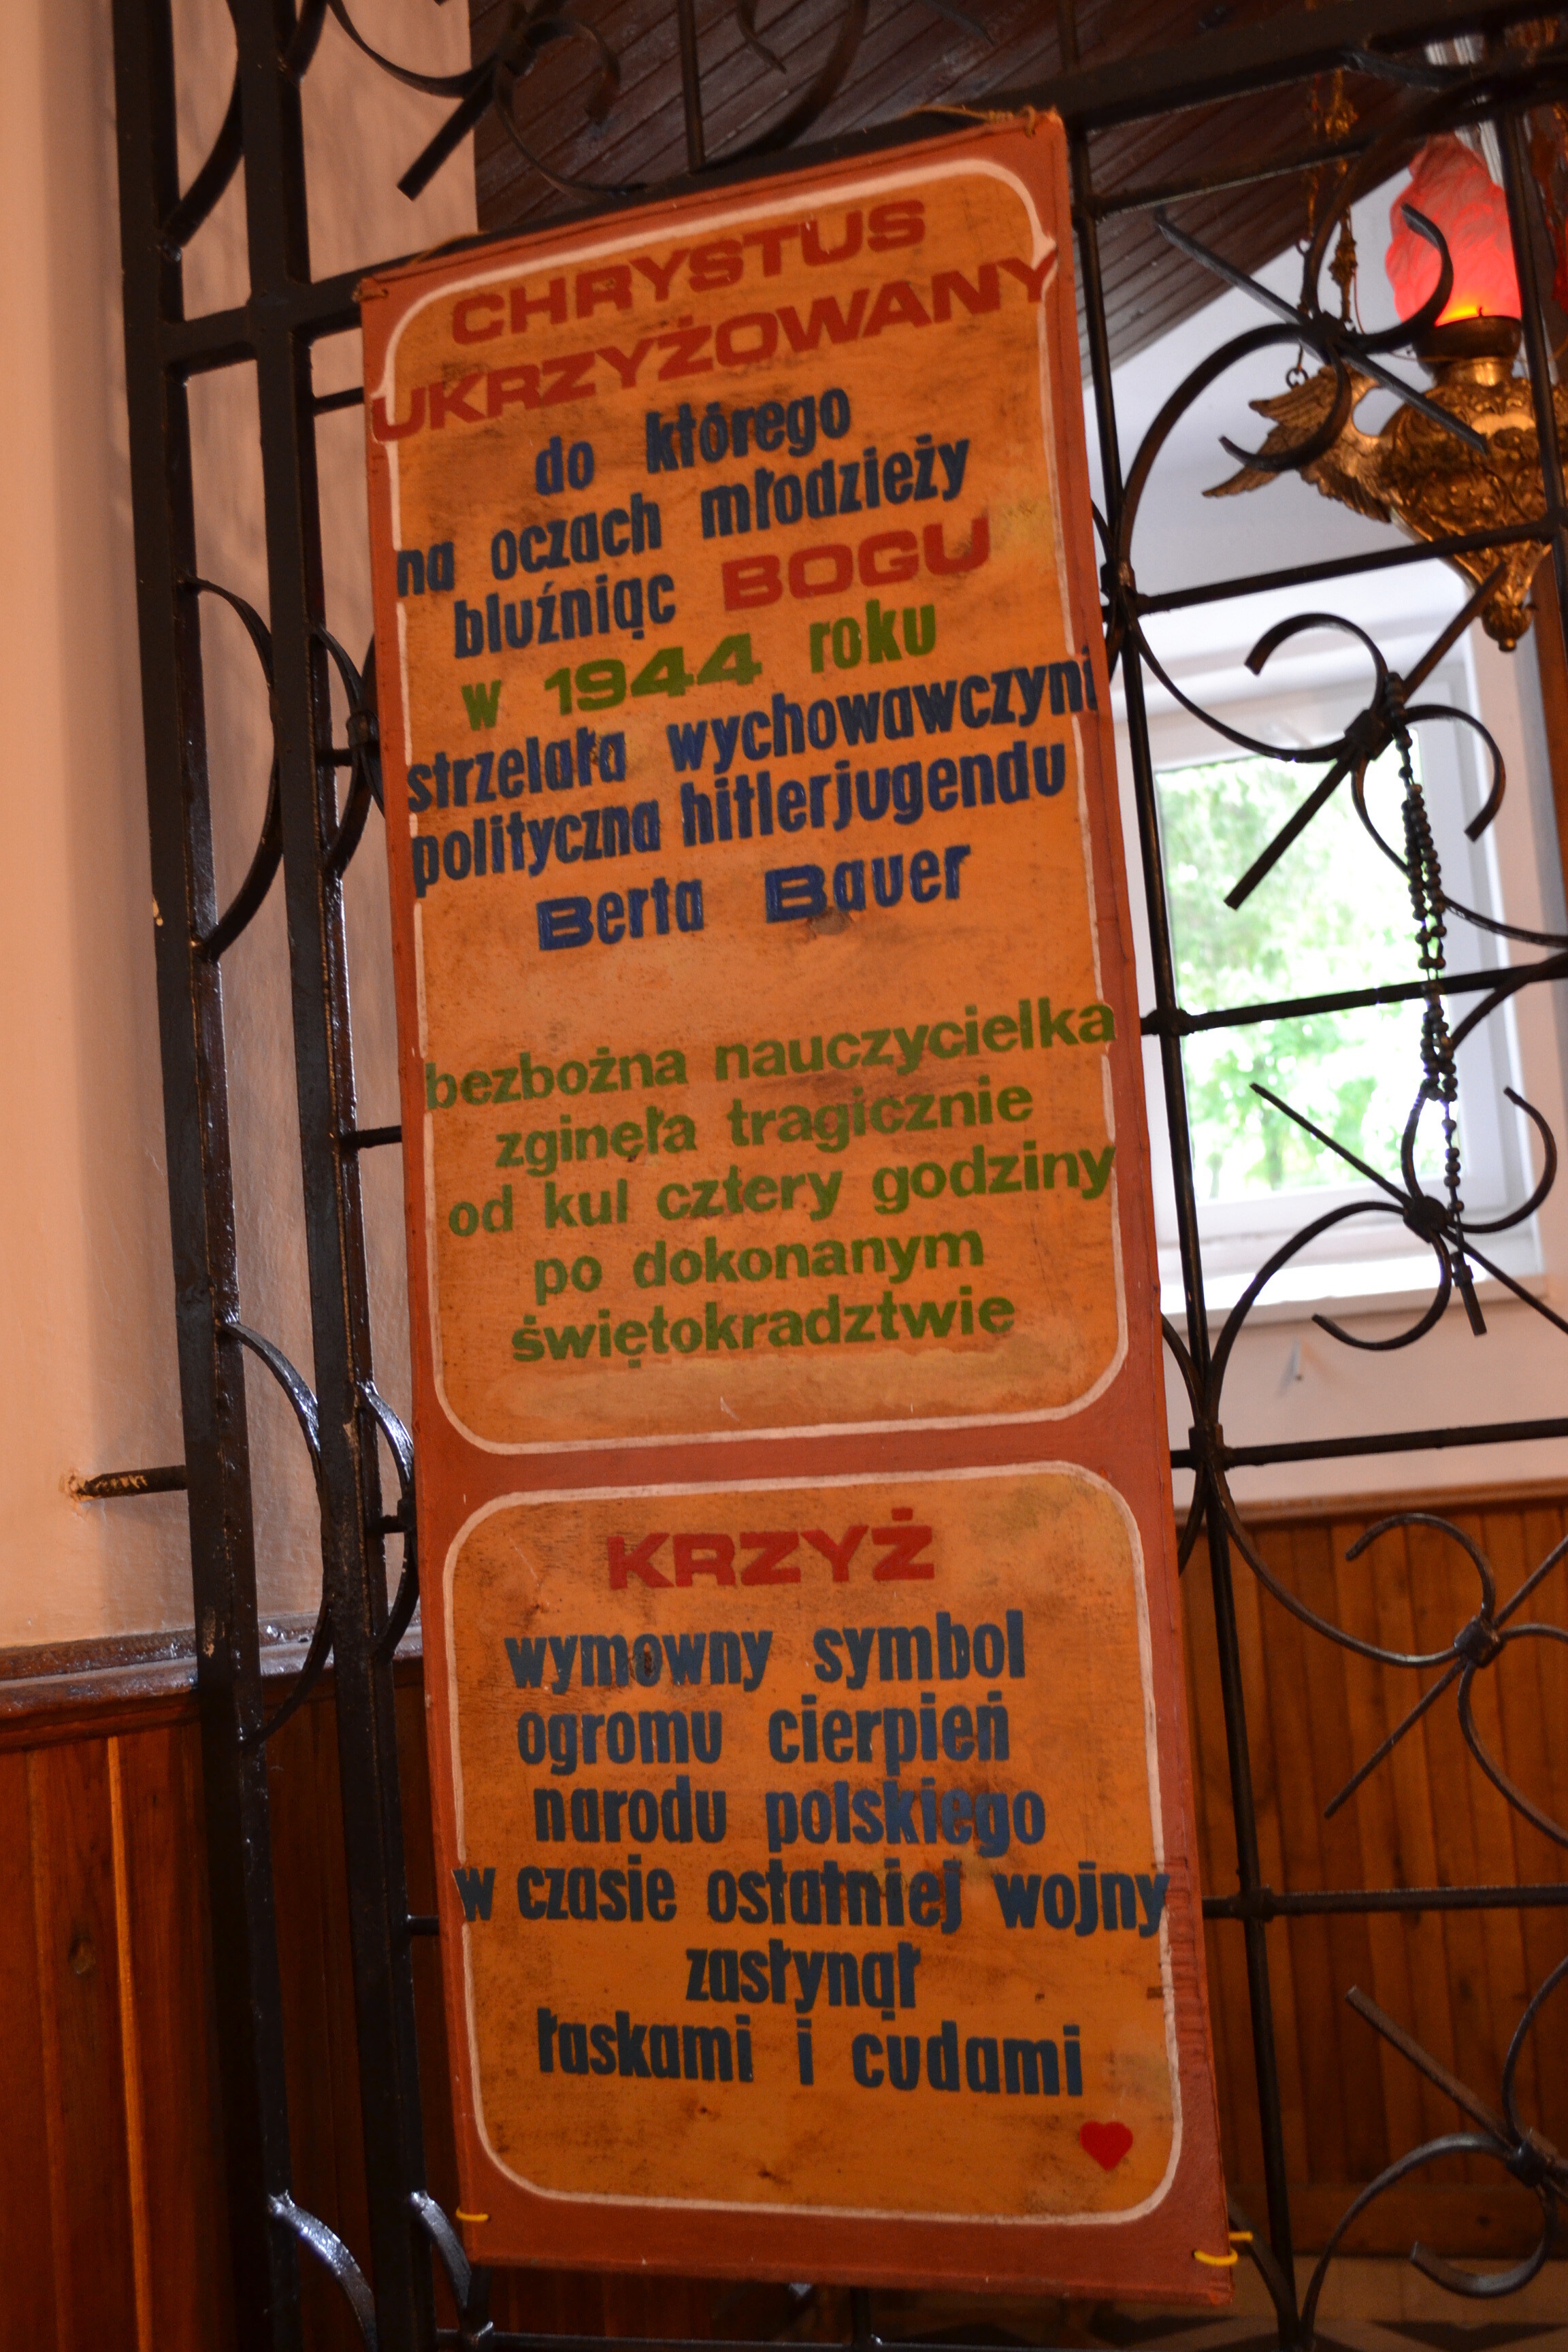 CHRYSTUS
UKRZYŻOWANY
do którego
na oczach młodzieży
bluźniąc BOGU
w 1944 roku
strzelała wychowawczyni
polityczna hitlerjugendu
Berta Bauer
bezbożna nauczycielka
zginęła tragicznie
od kul cztery godziny
po dokonanym
świętokradztwie
KRZYŻ
wymowny symbol
ogromu cierpień
narodu polskiego
w czasie ostatniej wojny
zasłynął
łaskami i cudami